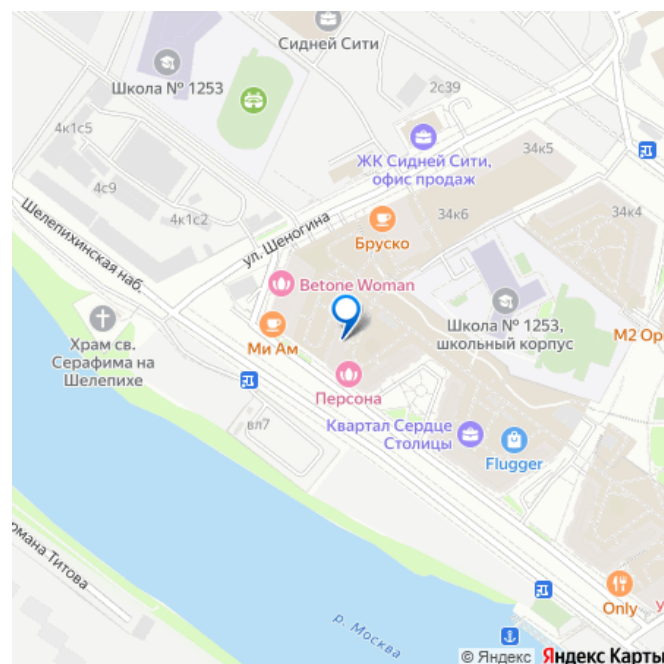 Сидней Сити
Школа № 1253
2с39
4к1с5
ЖК Сидней Сити,
офис продаж
34к5
4с9
4к1с2
34к6
34к4
Шелепихинская наб.
ул. Шеногина
Бруско
Betone Woman
Храм св.
Серафима на
Шелепихе
Ми Ам
Школа № 1253,
школьный корпус
М2 Ор
Персона
вл7
Квартал Сердце
Столицы
Flugger
рмана Титова
Only
У
р. Москва
© Яндекс Яндекс Карты